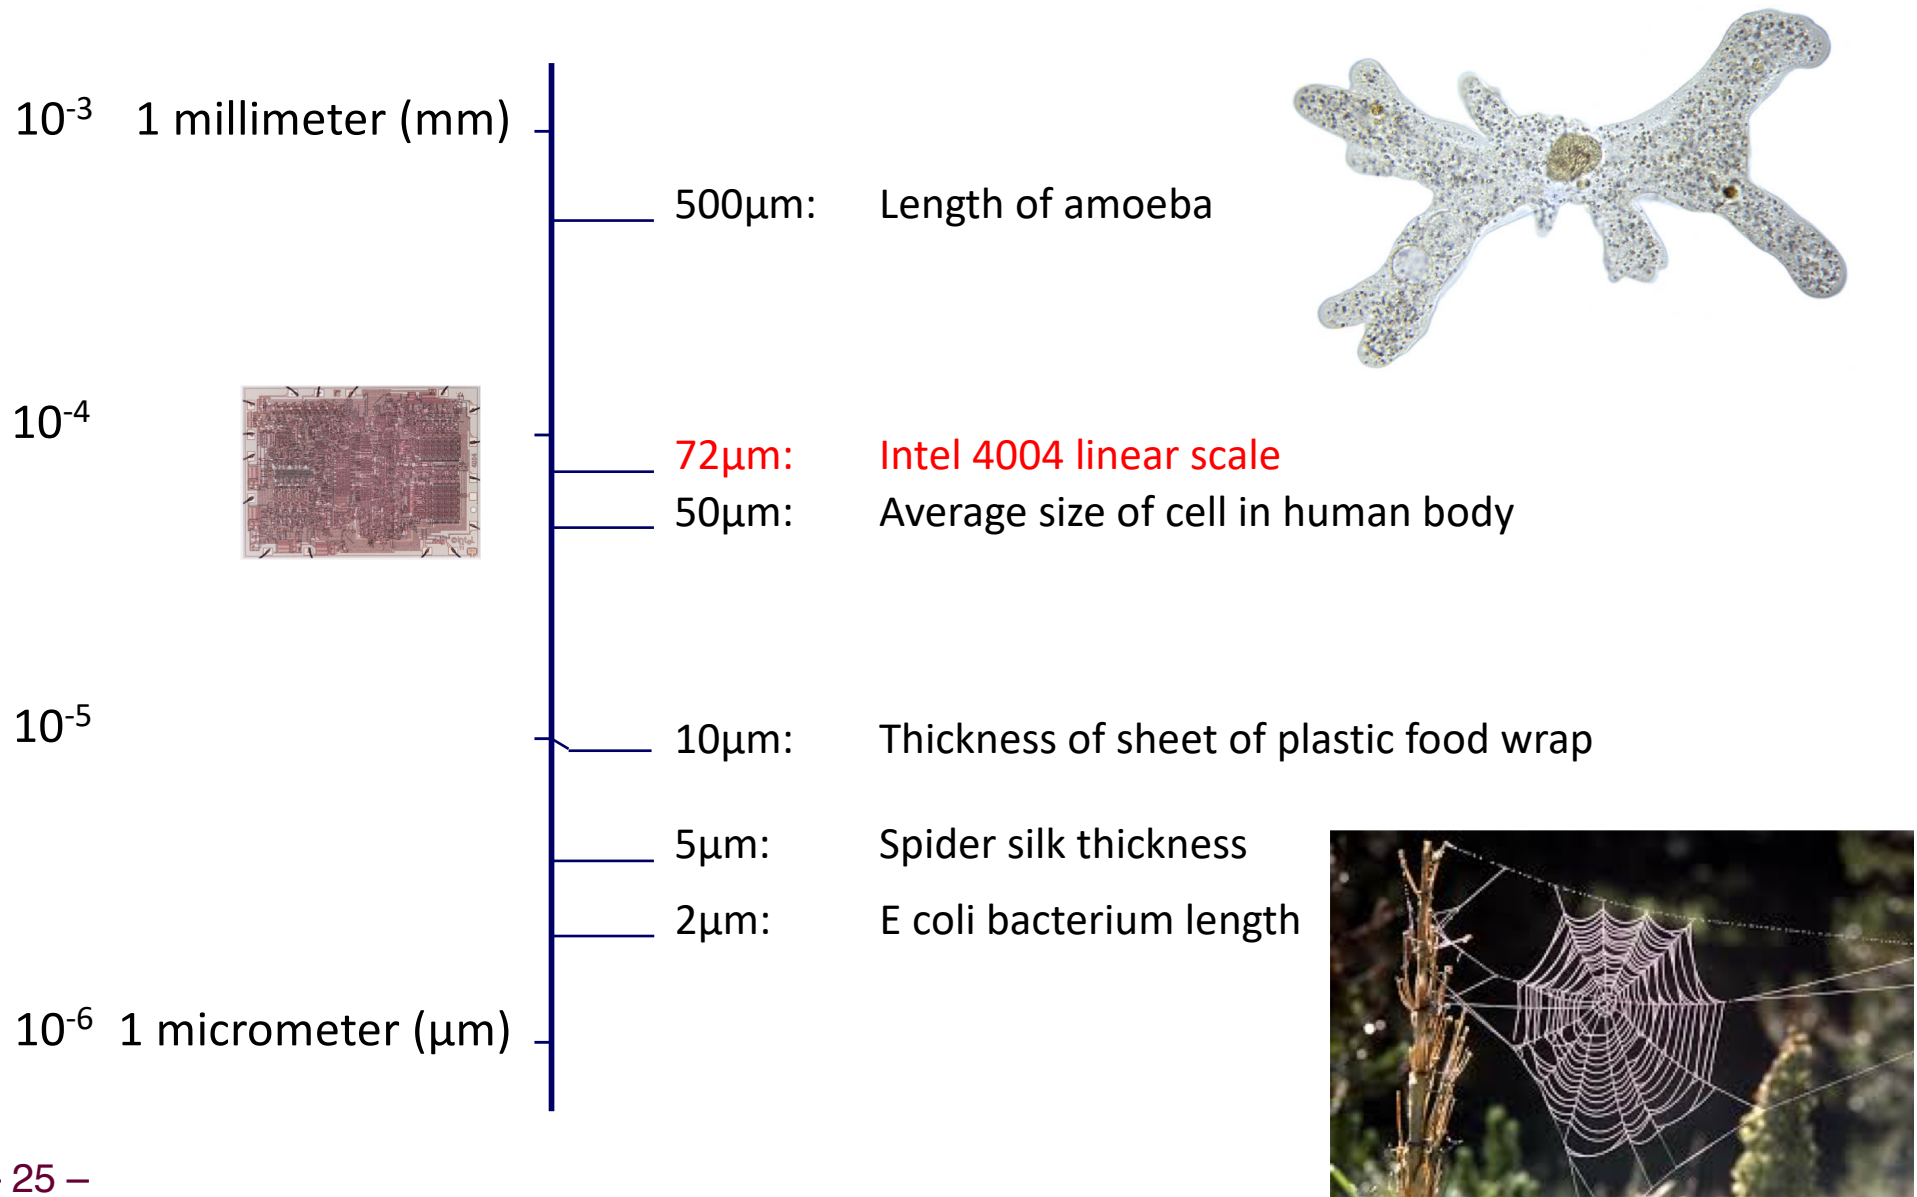 10⁻³ 1 millimeter (mm)
500µm: Length of amoeba
10⁻⁴
72µm: Intel 4004 linear scale
50µm: Average size of cell in human body
10⁻⁵
10µm: Thickness of sheet of plastic food wrap
5µm: Spider silk thickness
2µm: E coli bacterium length
10⁻⁶ 1 micrometer (µm)
25 –